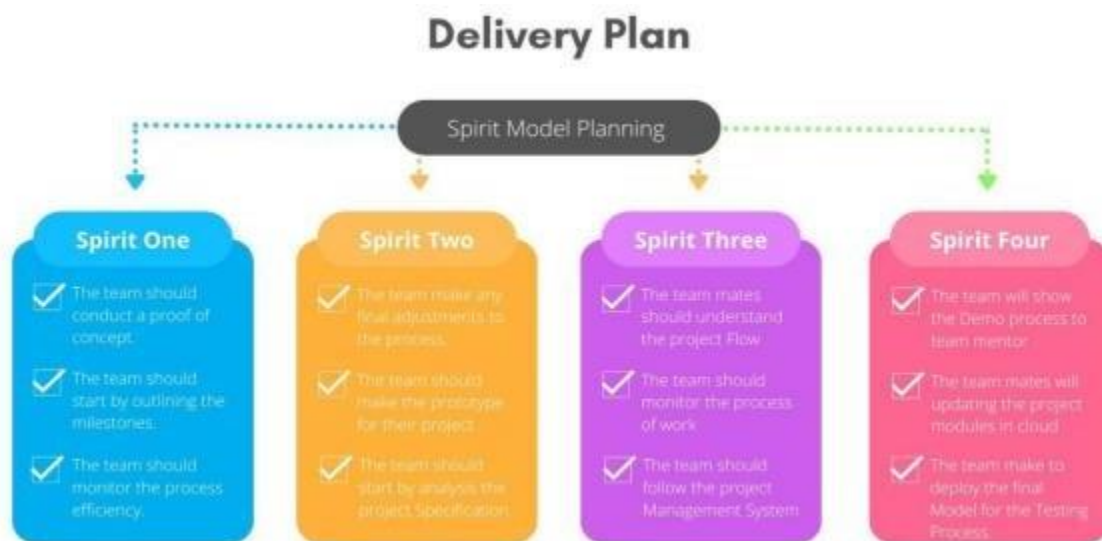 Delivery Plan
Spirit Model Planning
Spirit One
The team should
conduct a proof of
concept.
The team should
start by outlining the
milestones.
The team should
monitor the process
efficiency.
Spirit Two
The team make any
final adjustments to
the process.
The team should
make the prototype
for their project
The team should
start by analysis the
project Specification
Spirit Three
The team mates
should understand
the project Flow
The team should
monitor the process
of work
The team should
follow the project
Management System
Spirit Four
The team will show
the Demo process to
team mentor
The team mates will
updating the project
modules in cloud
The team make to
deploy the final
Model for the Testing
Process